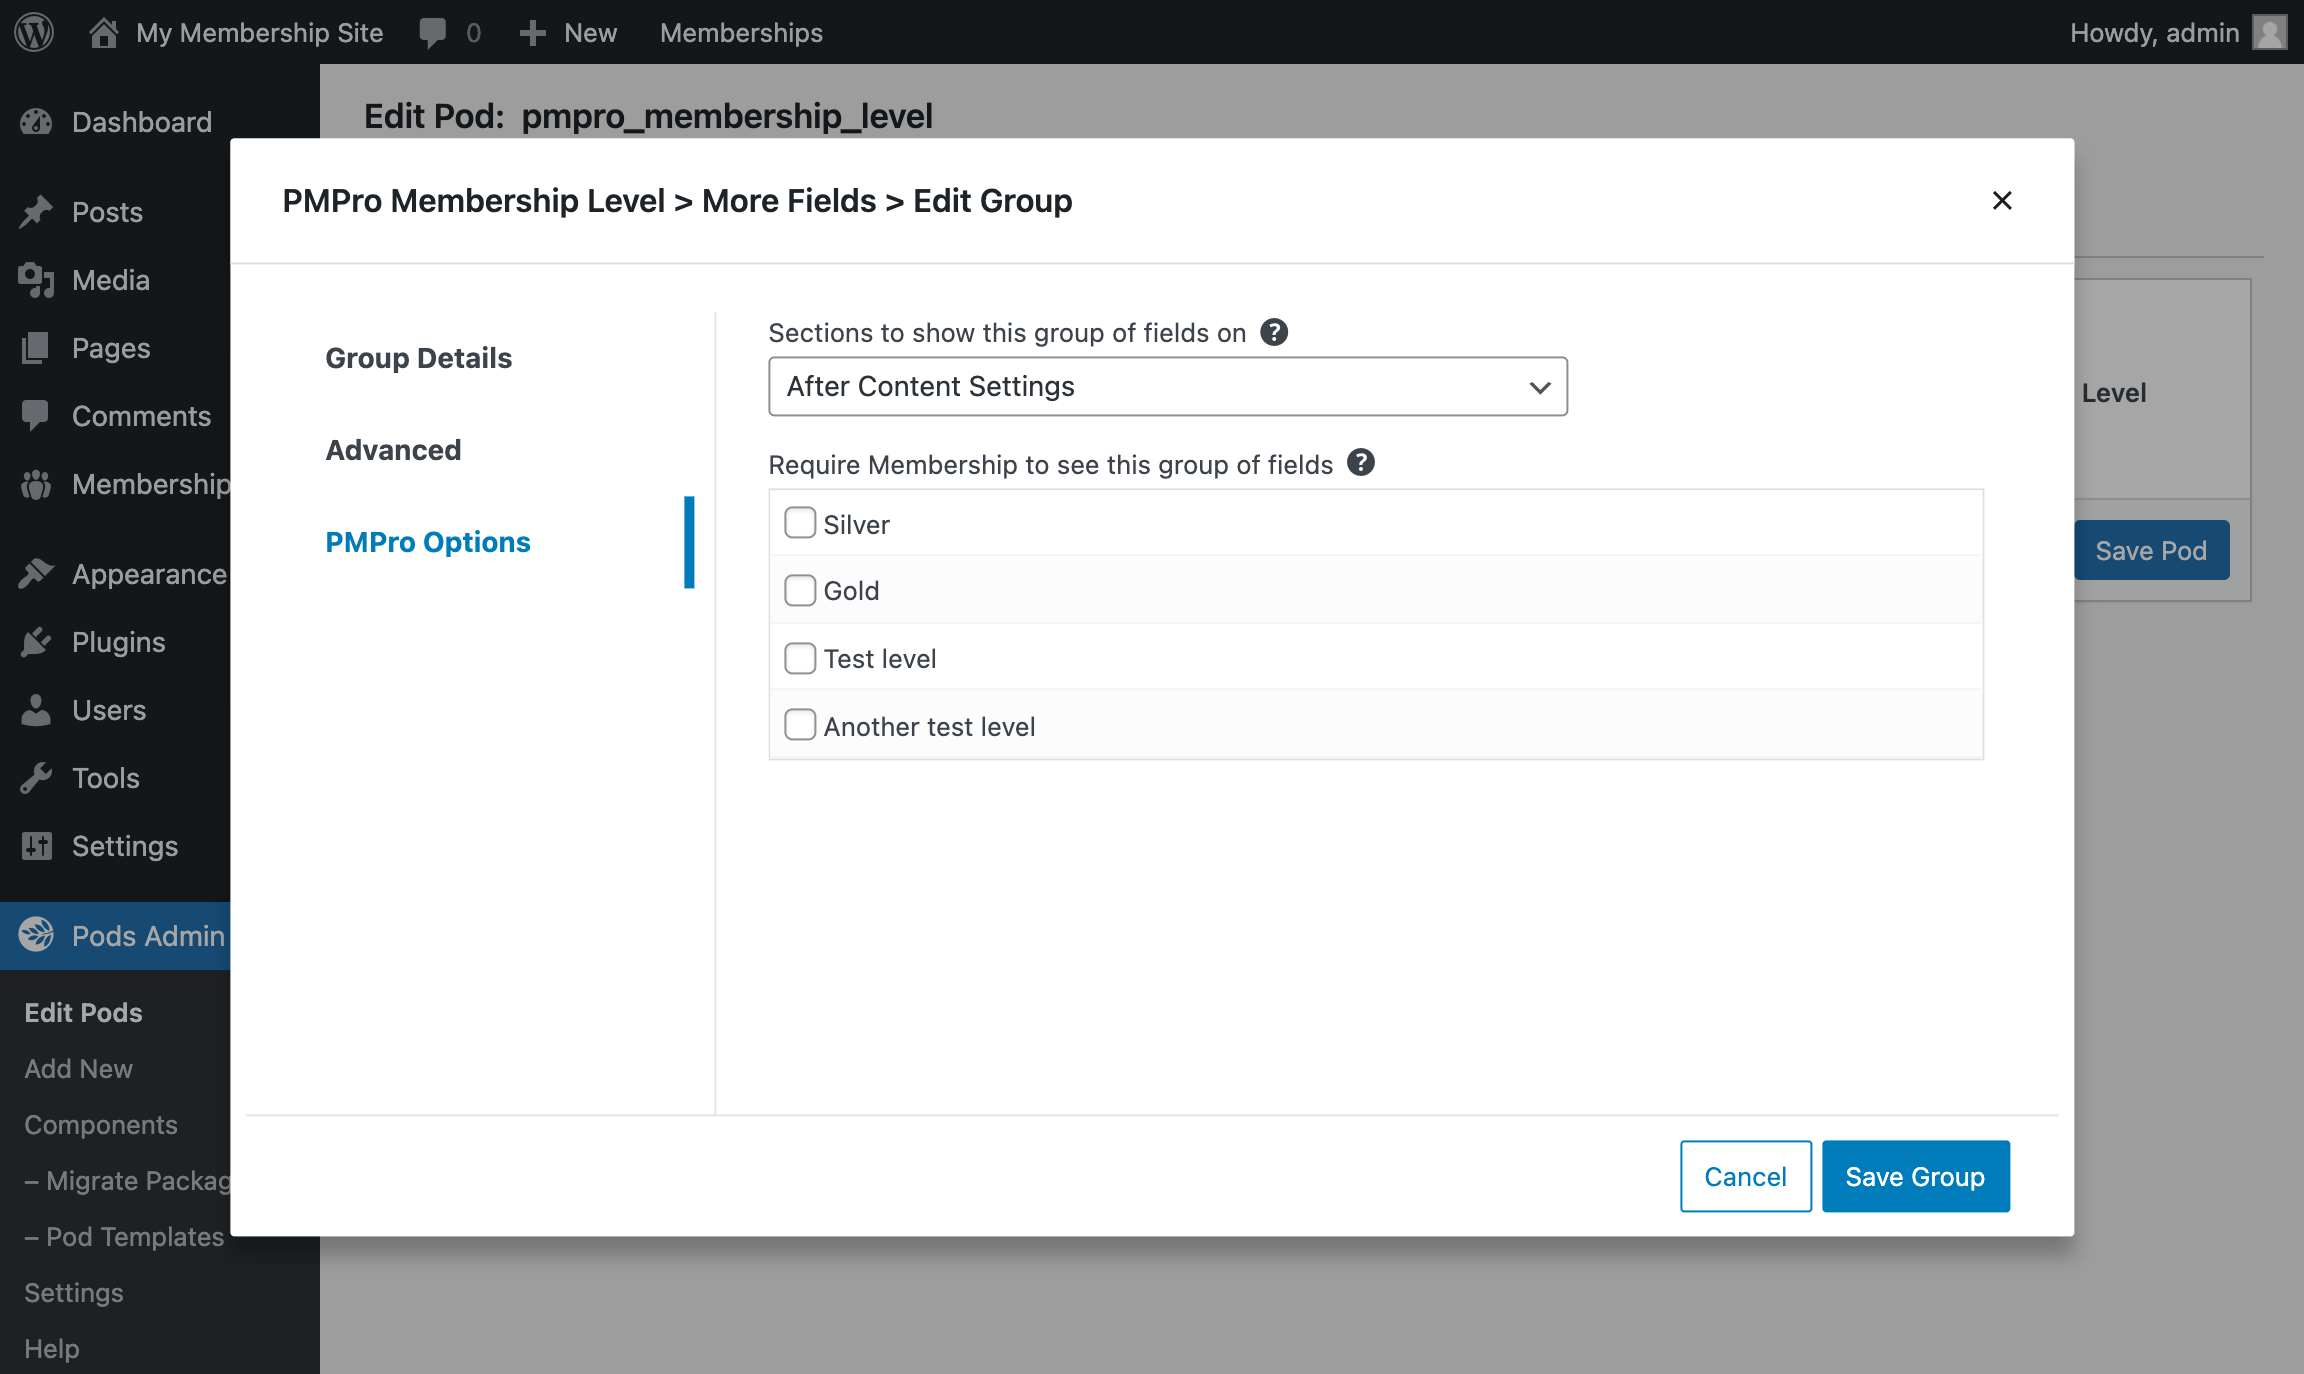 My Membership Site 0 New Memberships Howdy, admin
Dashboard
Posts
Media
Pages
Comments
Membership
Appearance
Plugins
Users
Tools
Settings
Pods Admin
Edit Pods
Add New
Components
– Migrate Packag
– Pod Templates
Settings
Help
Edit Pod: pmpro_membership_level
PMPro Membership Level > More Fields > Edit Group
Group Details
Advanced
PMPro Options
Sections to show this group of fields on ?
After Content Settings
Require Membership to see this group of fields ?
Silver
Gold
Test level
Another test level
Cancel Save Group
Level
Save Pod